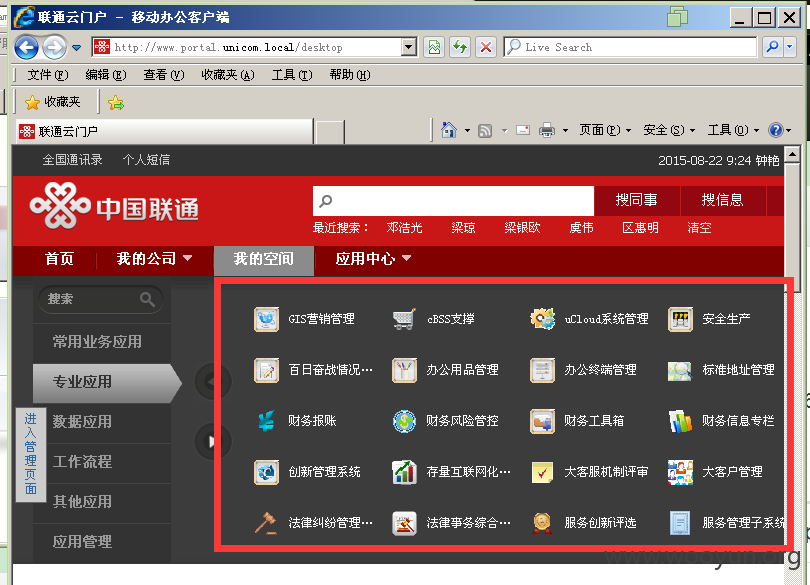 联通云门户 - 移动办公客户端
http://www.portal.unicom.local/desktop
Live Search
文件(F) 编辑(E) 查看(V) 收藏夹(A) 工具(T) 帮助(H)
收藏夹
联通云门户
页面(P) 安全(S) 工具(O)
全国通讯录 个人短信 2015-08-22 9:24 钟艳
中国联通
搜同事 搜信息
最近搜索: 邓浩光 梁琼 梁银欧 虞伟 区惠明 清空
首页 我的公司 我的空间 应用中心
搜索
常用业务应用
专业应用
数据应用
工作流程
其他应用
应用管理
进入管理页面
GIS营销管理 cBSS支撑 uCloud系统管理 安全生产
百日奋战情况… 办公用品管理 办公终端管理 标准地址管理
财务报账 财务风险管控 财务工具箱 财务信息专栏
创新管理系统 存量互联网化… 大客服机制评审 大客户管理
法律纠纷管理… 法律事务综合… 服务创新评选 服务管理子系统
www.wooyun.org